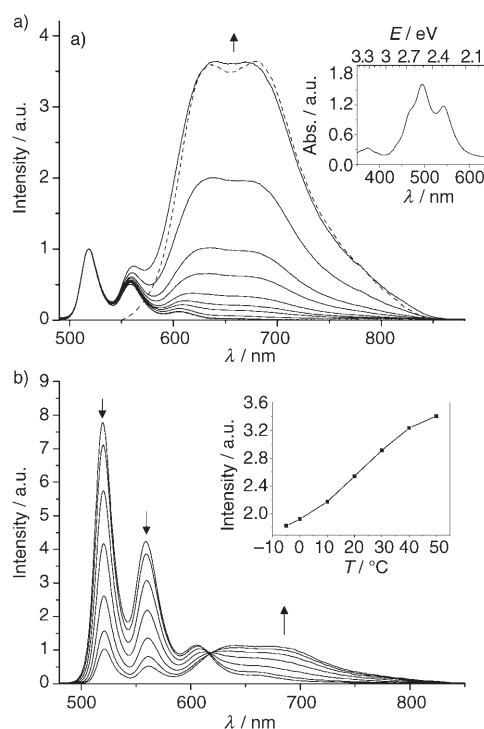 a)
a)
4
3
2
1
0
Intensity / a.u.
500 600 700 800
λ / nm
E / eV
3.3 3 2.7 2.4 2.1
1.8
1.2
0.6
0.0
Abs. / a.u.
400 500 600
λ / nm
b)
9
8
7
6
5
4
3
2
1
0
Intensity / a.u.
500 600 700 800
λ / nm
3.6
3.2
2.8
2.4
2.0
Intensity / a.u.
−10 0 10 20 30 40 50
T / °C